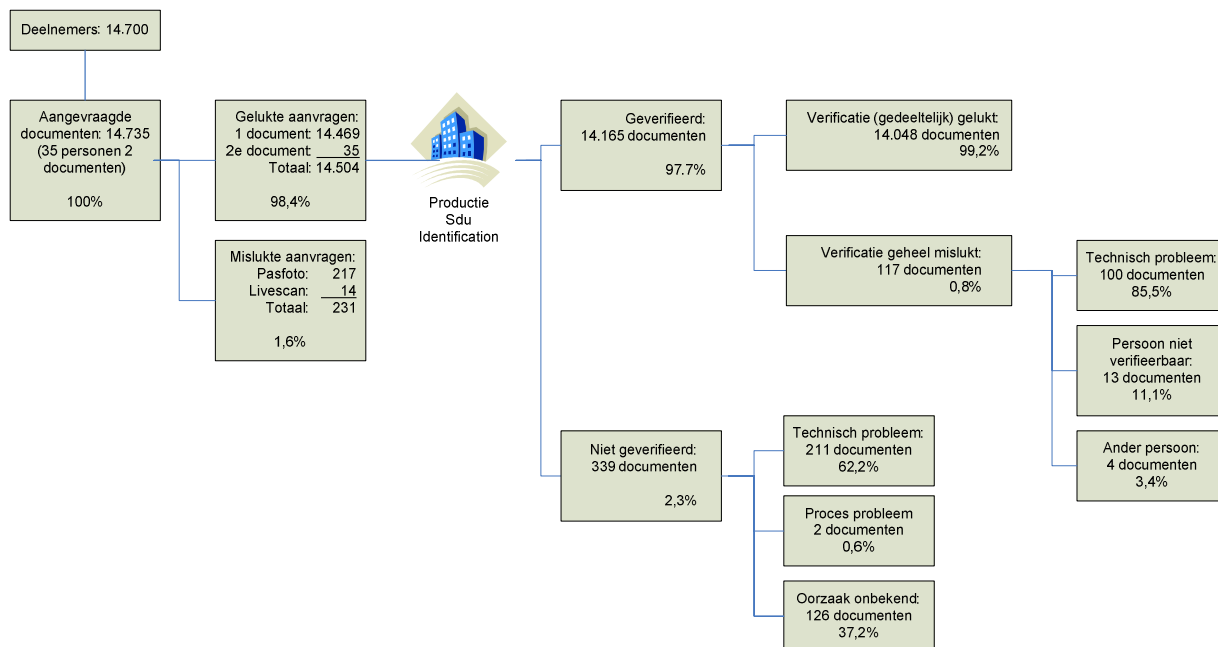 Deelnemers: 14.700
Aangevraagde
documenten: 14.735
(35 personen 2
documenten)
100%
Gelukte aanvragen:
1 document: 14.469
2e document: 35
Totaal: 14.504
98,4%
Mislukte aanvragen:
Pasfoto: 217
Livescan: 14
Totaal: 231
1,6%
Productie
Sdu
Identification
Geverifieerd:
14.165 documenten
97.7%
Niet geverifieerd:
339 documenten
2,3%
Verificatie (gedeeltelijk) gelukt:
14.048 documenten
99,2%
Verificatie geheel mislukt:
117 documenten
0,8%
Technisch probleem:
100 documenten
85,5%
Persoon niet
verifieerbaar:
13 documenten
11,1%
Ander persoon:
4 documenten
3,4%
Technisch probleem:
211 documenten
62,2%
Proces probleem
2 documenten
0,6%
Oorzaak onbekend:
126 documenten
37,2%